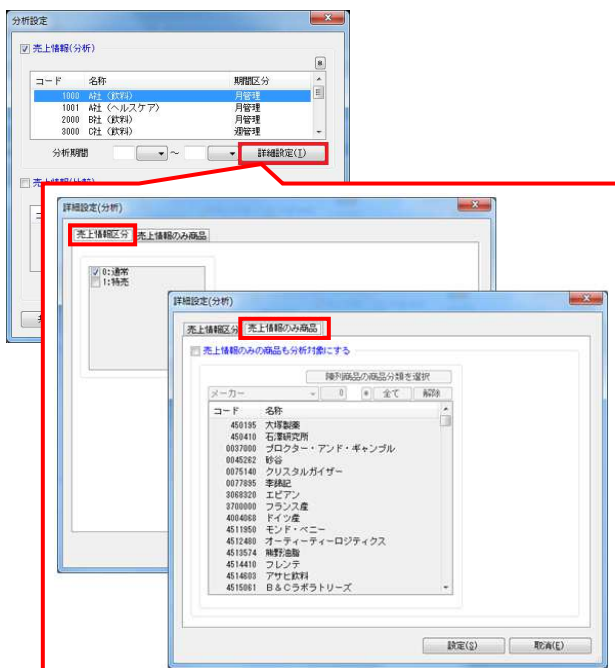 分析設定
売上情報(分析)
コード 名称 期間区分
1000 A社 (飲料) 月管理
1001 A社 (ヘルスケア) 月管理
2000 B社 (飲料) 月管理
3000 C社 (飲料) 週管理
分析期間 ～ 詳細設定(I)
詳細設定(分析)
売上情報区分 売上情報のみ商品
0:通常
1:特売
詳細設定(分析)
売上情報区分 売上情報のみ商品
売上情報のみの商品も分析対象にする
陳列商品の商品分類を選択
メーカー 0 全て 解除
コード 名称
450195 大塚製薬
450410 石澤研究所
0037000 プロクター・アンド・ギャンブル
0045262 砂谷
0075140 クリスタルガイザー
0077895 李錦記
3068320 エビアン
3700000 フランス産
4004068 ドイツ産
4511950 モンド・ベニー
4512480 オーティーティーロジティクス
4513574 熊野油脂
4514410 フレンテ
4514603 アサヒ飲料
4515061 B＆Cラボラトリーズ
設定(S) 取消(E)